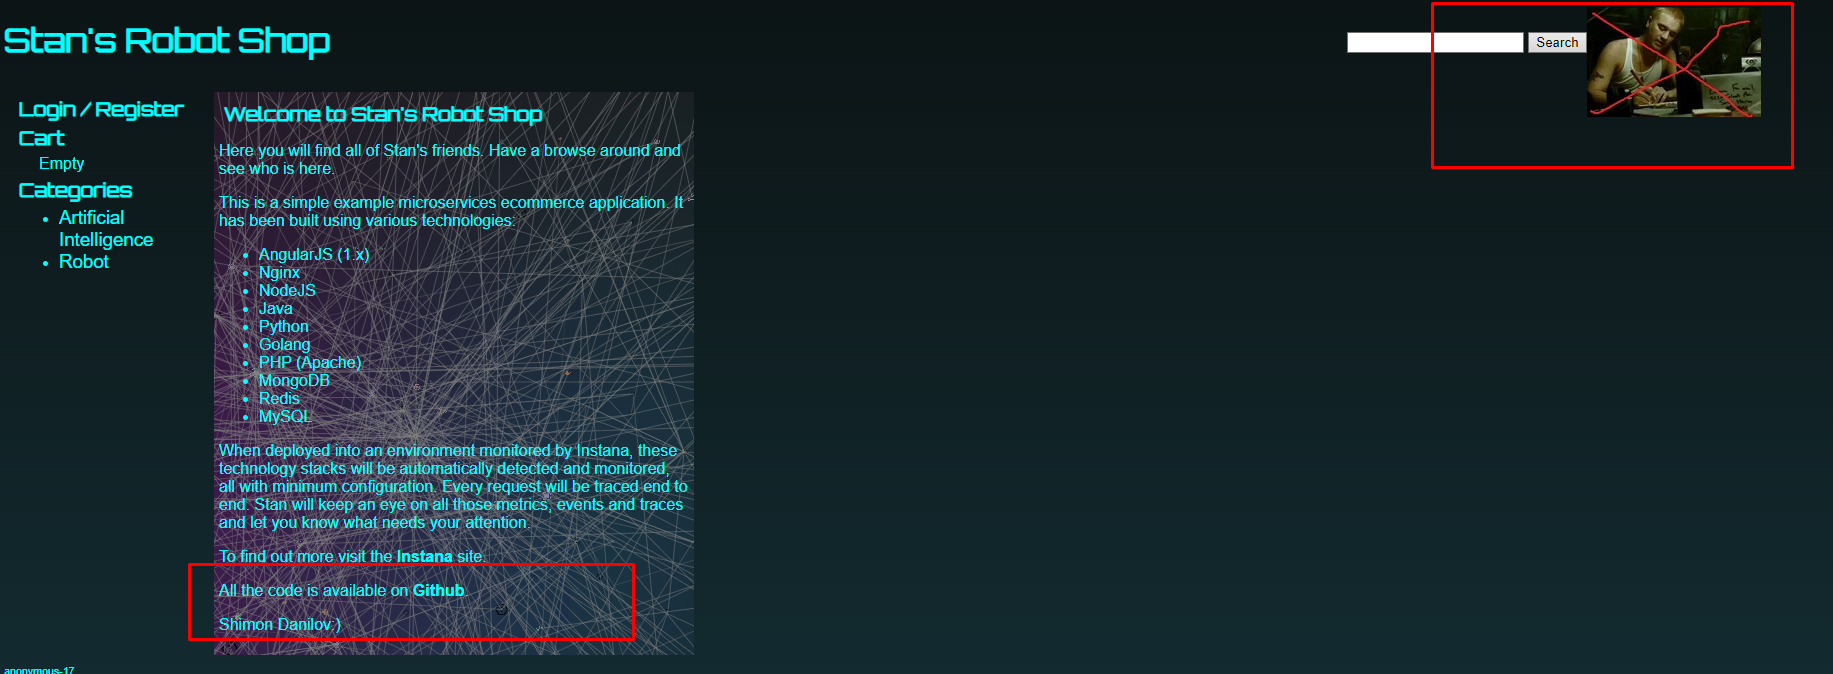 Stan's Robot Shop
Search
Login / Register
Cart
Empty
Categories
Artificial
Intelligence
Robot
Welcome to Stan's Robot Shop
Here you will find all of Stan's friends. Have a browse around and
see who is here.
This is a simple example microservices ecommerce application. It
has been built using various technologies:
AngularJS (1.x)
Nginx
NodeJS
Java
Python
Golang
PHP (Apache)
MongoDB
Redis
MySQL
When deployed into an environment monitored by Instana, these
technology stacks will be automatically detected and monitored,
all with minimum configuration. Every request will be traced end to
end. Stan will keep an eye on all those metrics, events and traces
and let you know what needs your attention.
To find out more visit the Instana site.
All the code is available on Github.
Shimon Danilov:)
anonymous-17